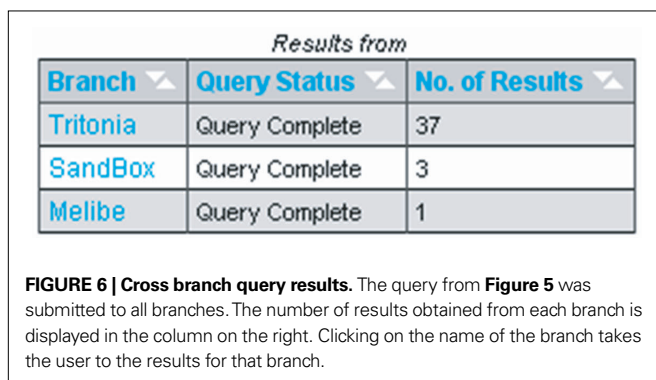 Results from
Branch Query Status No. of Results
Tritonia Query Complete 37
SandBox Query Complete 3
Melibe Query Complete 1
FIGURE 6 | Cross branch query results. The query from Figure 5 was
submitted to all branches. The number of results obtained from each branch is
displayed in the column on the right. Clicking on the name of the branch takes
the user to the results for that branch.